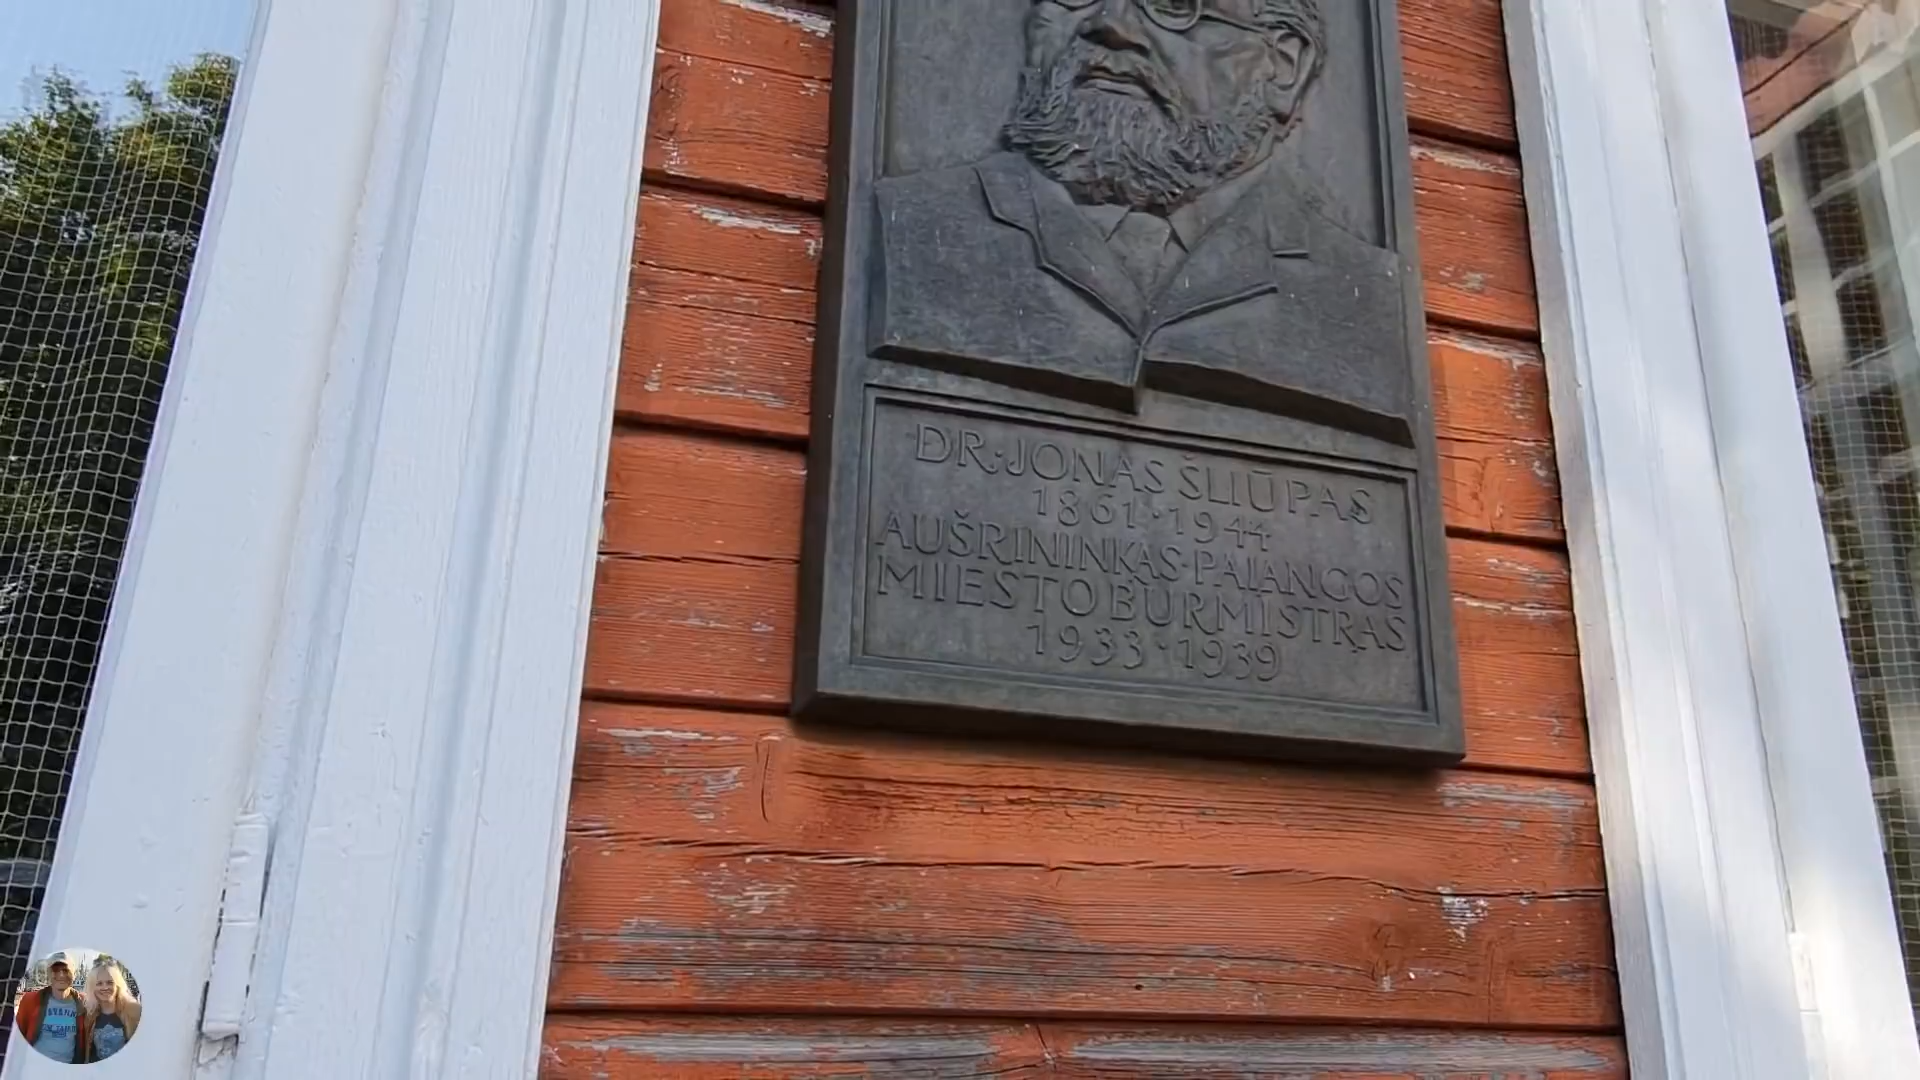 DR·JONAS ŠLIŪPAS
1861·1944
AUŠRININKAS·PALANGOS
MIESTO BURMISTRAS
1933·1939